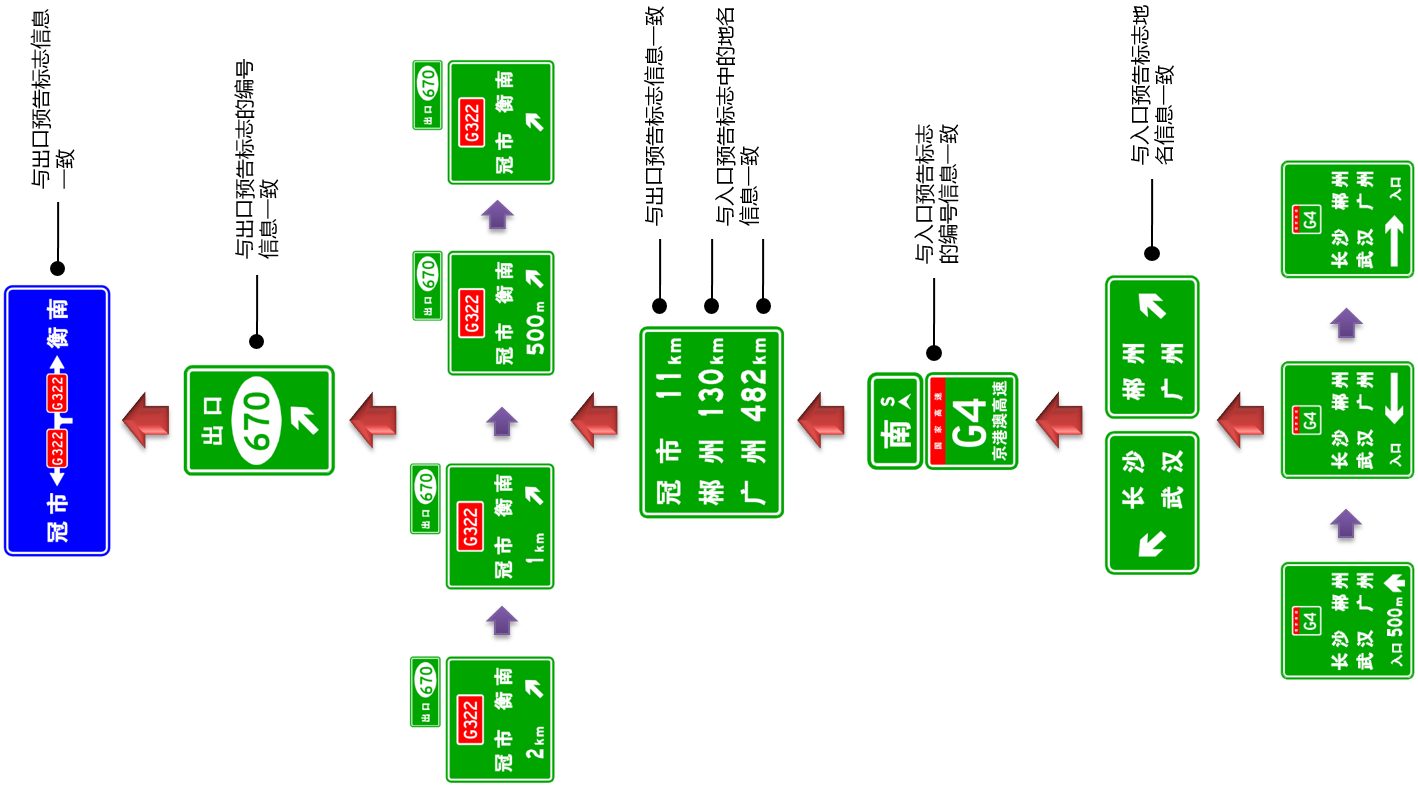 与出口预告标志信息
一致
冠市
G322
G322
衡南
与出口预告标志的编号
信息一致
出口
670
出口
670
G322
冠市 衡南
2km
出口
670
G322
冠市 衡南
1km
出口
670
G322
冠市 衡南
500m
出口
670
G322
冠市 衡南
与出口预告标志信息一致
与入口预告标志中的地名
信息一致
冠市 11km
郴州 130km
广州 482km
与入口预告标志
的编号信息一致
南 S
国家高速
G4
京港澳高速
与入口预告标志地
名信息一致
长沙
武汉
郴州
广州
G4
长沙 郴州
武汉 广州
入口 500m
G4
长沙 郴州
武汉 广州
入口
G4
长沙 郴州
武汉 广州
入口